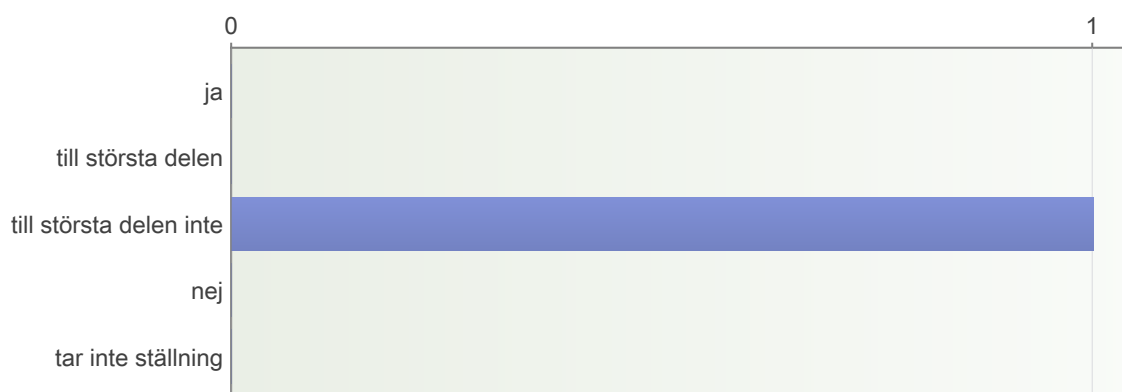 0 1
ja
till största delen
till största delen inte
nej
tar inte ställning